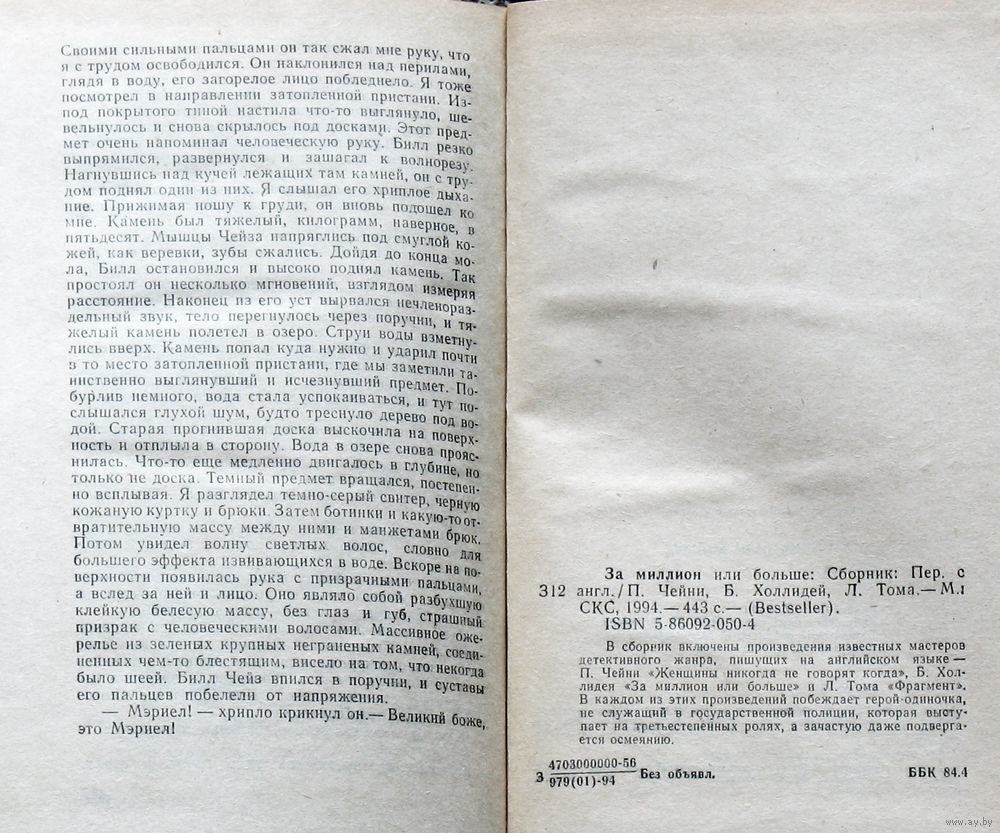 Своими сильными пальцами он так сжал мне руку, что
я с трудом освободился. Он наклонился над перилами,
глядя в воду, его загорелое лицо побледнело. Я тоже
посмотрел в направлении затопленной пристани. Из-
под покрытого тиной настила что-то выглянуло, ше-
вельнулось и снова скрылось под досками. Этот пред-
мет очень напоминал человеческую руку. Билл резко
выпрямился, развернулся и зашагал к волнорезу.
Нагнувшись над кучей лежащих там камней, он с тру-
дом поднял один из них. Я слышал его хриплое дыха-
ние. Прижимая ношу к груди, он вновь подошел ко
мне. Камень был тяжелый, килограмм, наверное, в
пятьдесят. Мышцы Чейза напряглись под смуглой ко-
жей, как веревки, зубы сжались. Дойдя до конца мо-
ла, Билл остановился и высоко поднял камень. Так
простоял он несколько мгновений, взглядом измеряя
расстояние. Наконец из его уст вырвался нечленораз-
дельный звук, тело перегнулось через поручни, и тя-
желый камень полетел в озеро. Струи воды взметну-
лись вверх. Камень попал куда нужно и ударил почти
в то место затопленной пристани, где мы заметили та-
инственно выглянувший и исчезнувший предмет. По-
бурлив немного, вода стала успокаиваться, и тут по-
слышался глухой шум, будто треснуло дерево под во-
дой. Старая прогнившая доска выскочила на поверх-
ность и отплыла в сторону. Вода в озере снова прояс-
нилась. Что-то еще медленно двигалось в глубине, но
только не доска. Темный предмет вращался, постепен-
но всплывая. Я разглядел темно-серый свитер, черную
кожаную куртку и брюки. Затем ботинки и какую-то от-
вратительную массу между ними и манжетами брюк.
Потом увидел волну светлых волос, словно для
большего эффекта извивающихся в воде. Вскоре на по-
верхности появилась рука с призрачными пальцами,
а вслед за ней и лицо. Оно являло собой разбухшую
клейкую белесую массу, без глаз и губ, страшный
призрак с человеческими волосами. Массивное оже-
релье из зеленых крупных неграненых камней, соеди-
ненных чем-то блестящим, висело на том, что некогда
было шеей. Билл Чейз впился в поручни, и суставы
его пальцев побелели от напряжения.
— Мэриел! — хрипло крикнул он.— Великий боже,
это Мэриел!
За миллион или больше: Сборник: Пер. с
З12 англ./П. Чейни, Б. Холлидей, Л. Тома.— М.:
СКС, 1994.— 443 с.— (Bestseller).
ISBN 5-86092-050-4
В сборник включены произведения известных мастеров
детективного жанра, пишущих на английском языке —
П. Чейни «Женщины никогда не говорят когда», Б. Хол-
лидея «За миллион или больше» и Л. Тома «Фрагмент».
В каждом из этих произведений побеждает герой-одиночка,
не служащий в государственной полиции, которая высту-
пает на третьестепенных ролях, а зачастую даже подверга-
ется осмеянию.
З 4703000000-56
979(01)-94 Без объявл. ББК 84.4
www.ay.by